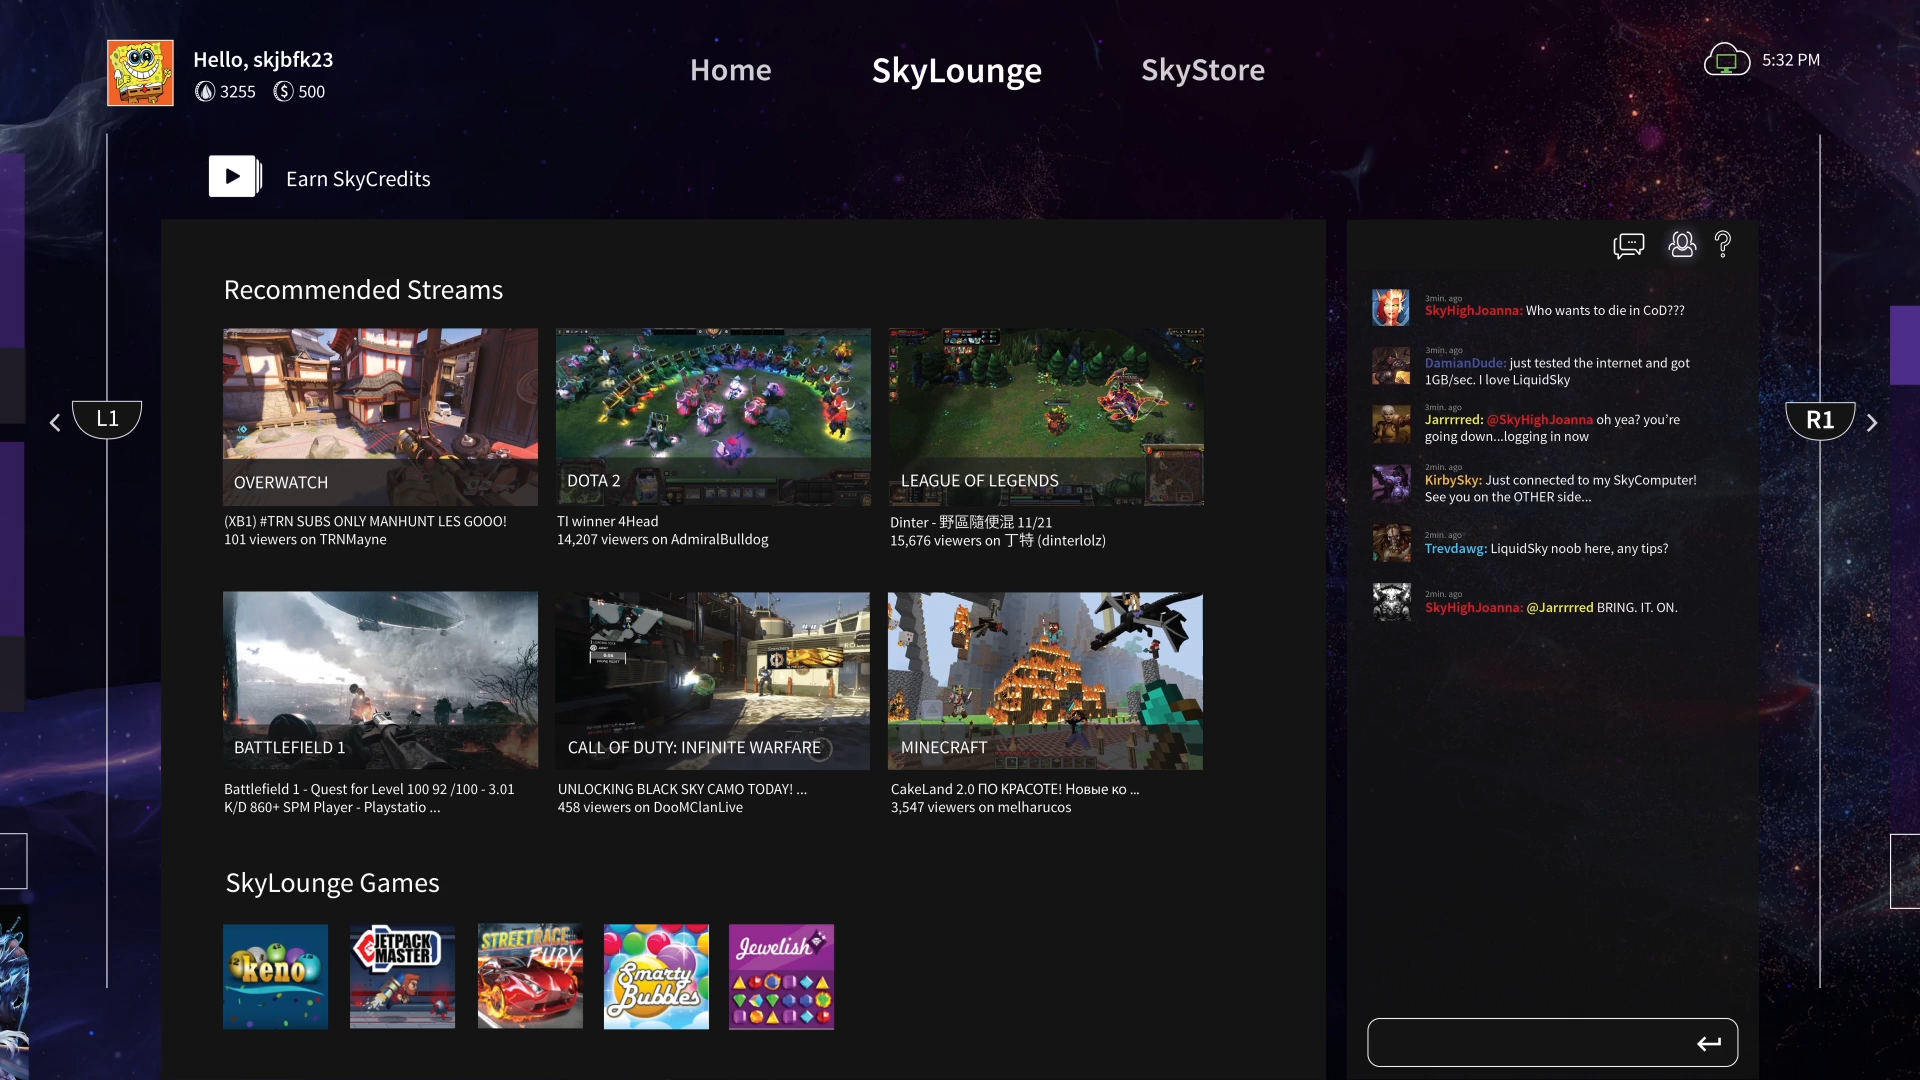 Hello, skjbfk23
3255 500
Home
SkyLounge
SkyStore
5:32 PM
Earn SkyCredits
L1
R1
Recommended Streams
OVERWATCH
(XB1) #TRN SUBS ONLY MANHUNT LES GOOO!
101 viewers on TRNMayne
DOTA 2
TI winner 4Head
14,207 viewers on AdmiralBulldog
LEAGUE OF LEGENDS
Dinter - 野區隨便混 11/21
15,676 viewers on 丁特 (dinterlolz)
BATTLEFIELD 1
Battlefield 1 - Quest for Level 100 92 /100 - 3.01
K/D 860+ SPM Player - Playstatio ...
CALL OF DUTY: INFINITE WARFARE
UNLOCKING BLACK SKY CAMO TODAY! ...
458 viewers on DooMClanLive
MINECRAFT
CakeLand 2.0 ПО КРАСОТЕ! Новые ко ...
3,547 viewers on melharucos
SkyLounge Games
keno
JETPACK
MASTER
STREET RACE
FURY
Smarty
Bubbles
Jewelish
3min. ago
SkyHighJoanna: Who wants to die in CoD???
3min. ago
DamianDude: just tested the internet and got
1GB/sec. I love LiquidSky
3min. ago
Jarrrrred: @SkyHighJoanna oh yea? you're
going down...logging in now
2min. ago
KirbySky: Just connected to my SkyComputer!
See you on the OTHER side...
2min. ago
Trevdawg: LiquidSky noob here, any tips?
2min. ago
SkyHighJoanna: @Jarrrrred BRING. IT. ON.